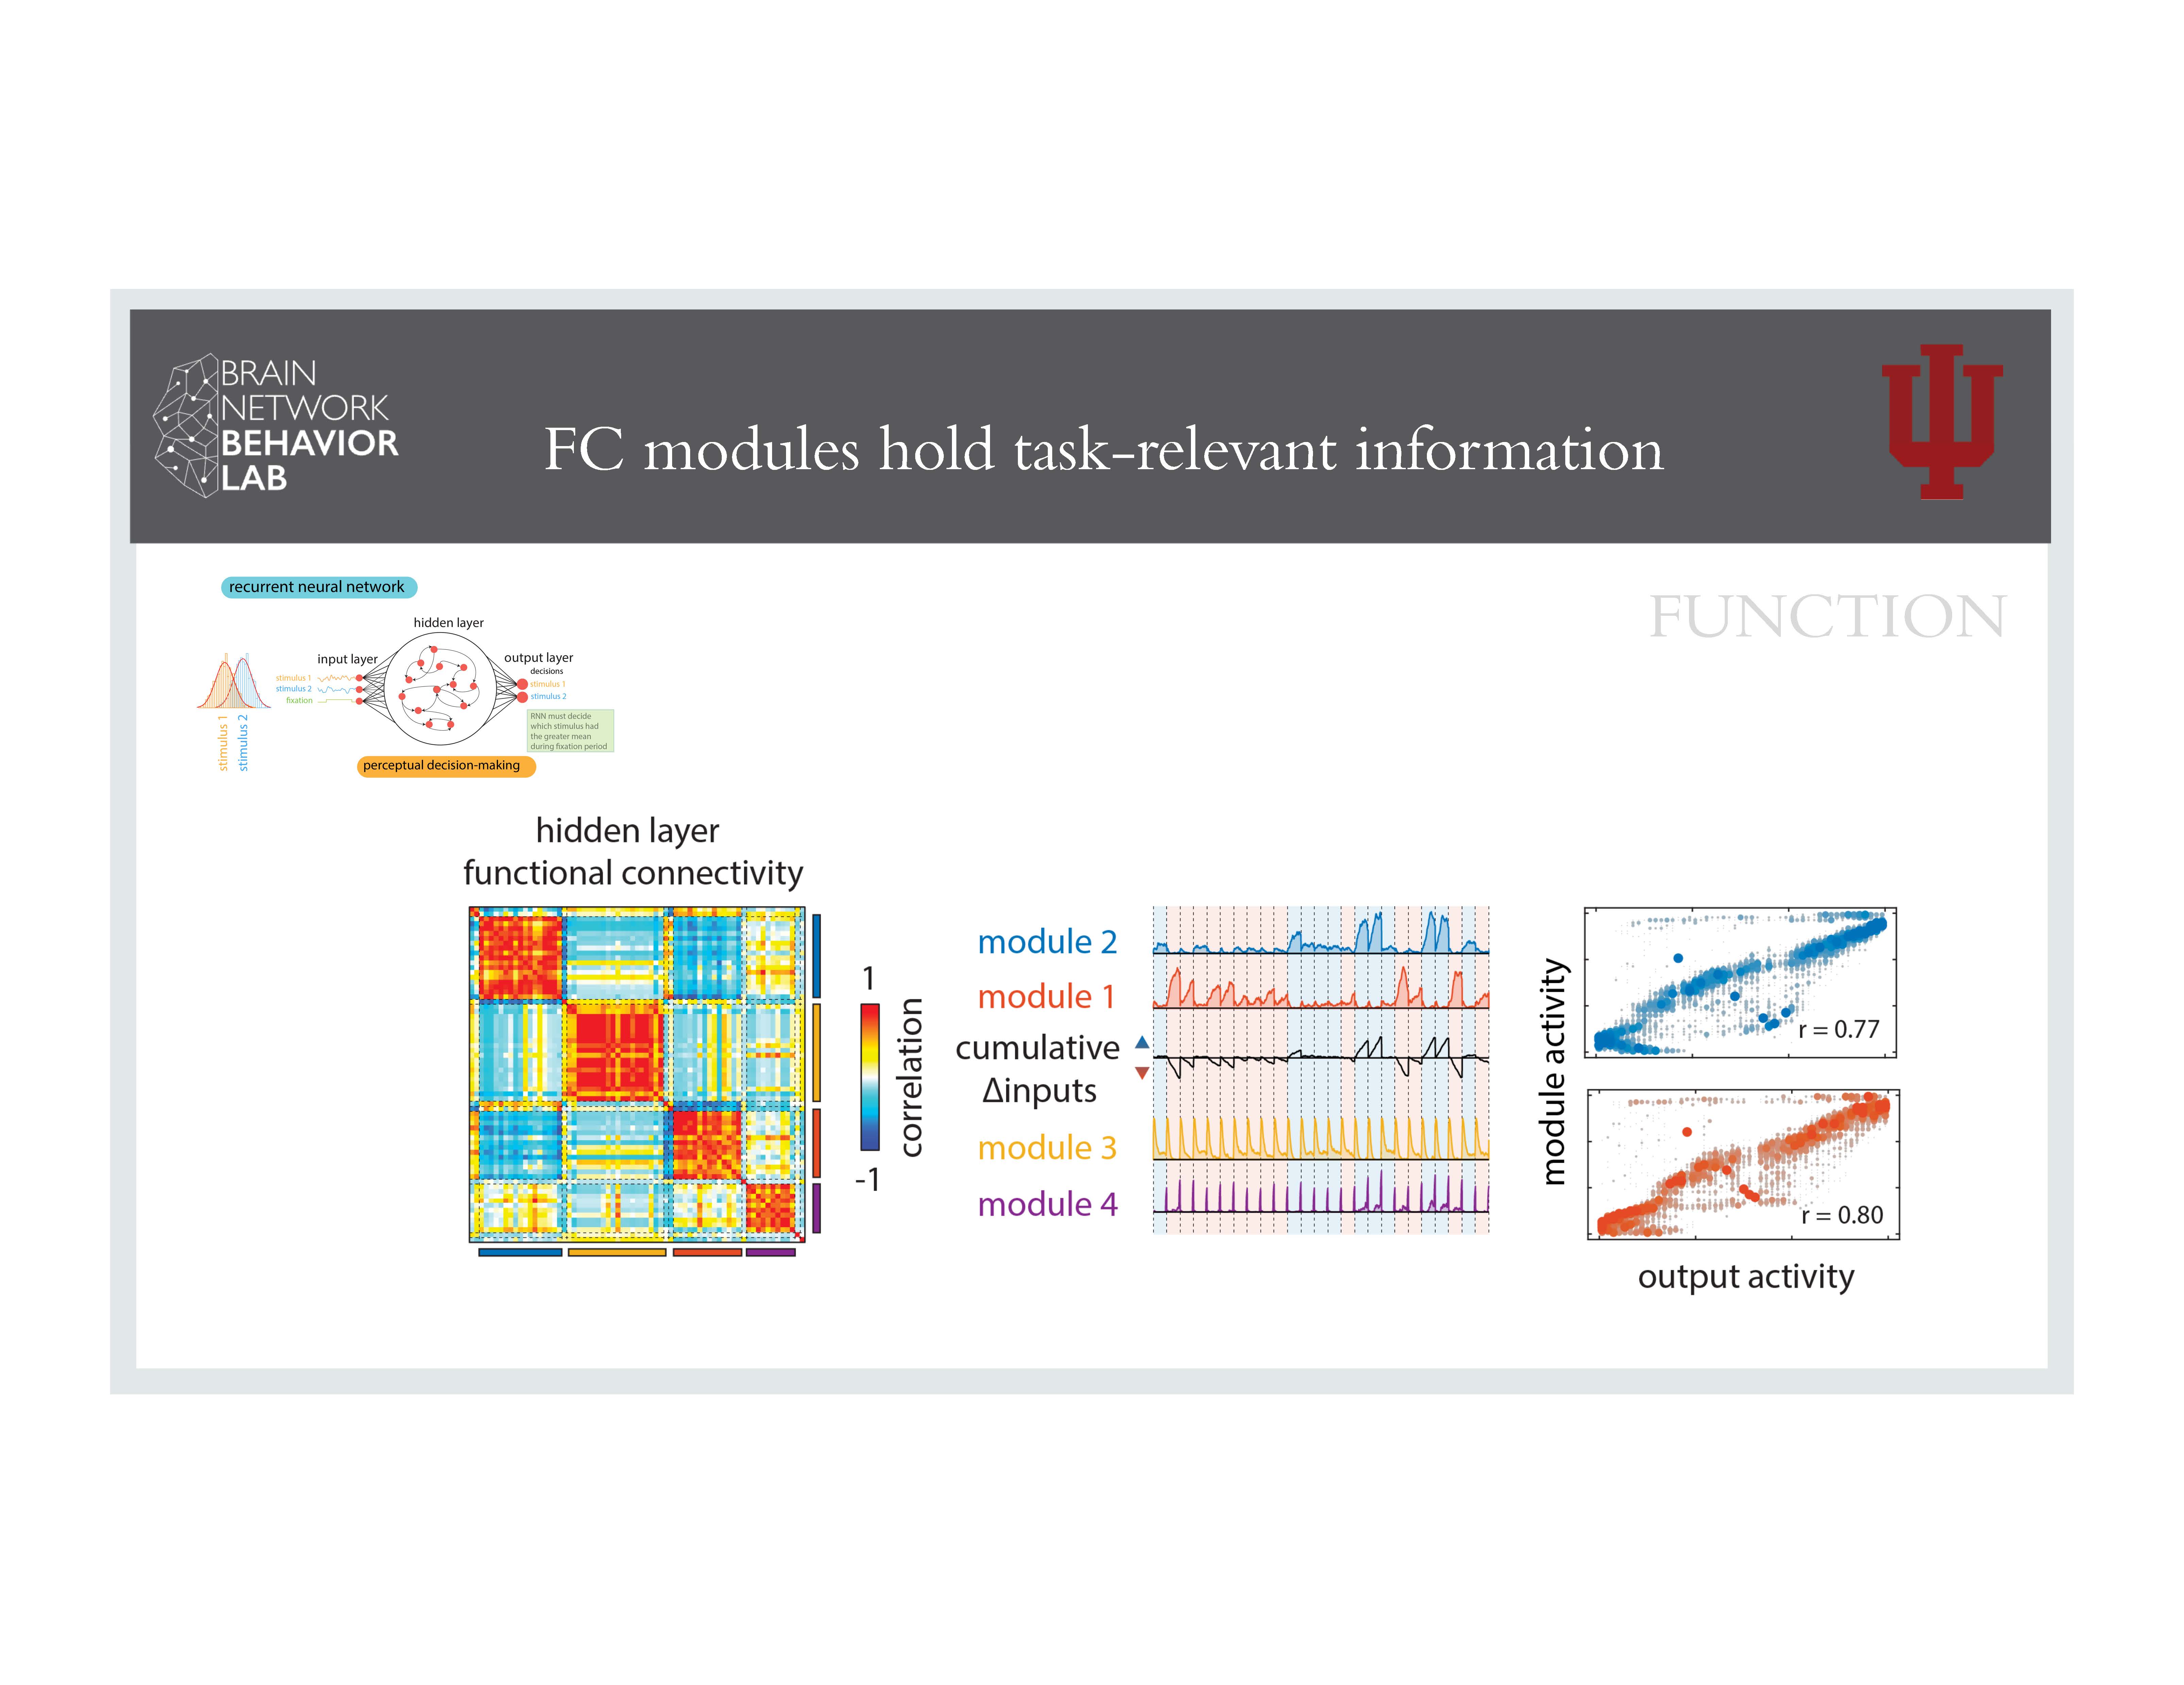 BRAIN
NETWORK
BEHAVIOR
LAB
FC modules hold task-relevant information
FUNCTION
recurrent neural network
hidden layer
input layer
output layer
decisions
stimulus 1
stimulus 2
fixation
stimulus 1
stimulus 2
stimulus 1
stimulus 2
RNN must decide
which stimulus had
the greater mean
during fixation period
perceptual decision-making
hidden layer
functional connectivity
1
-1
correlation
module 2
module 1
cumulative
Δinputs
module 3
module 4
module activity
r = 0.77
r = 0.80
output activity